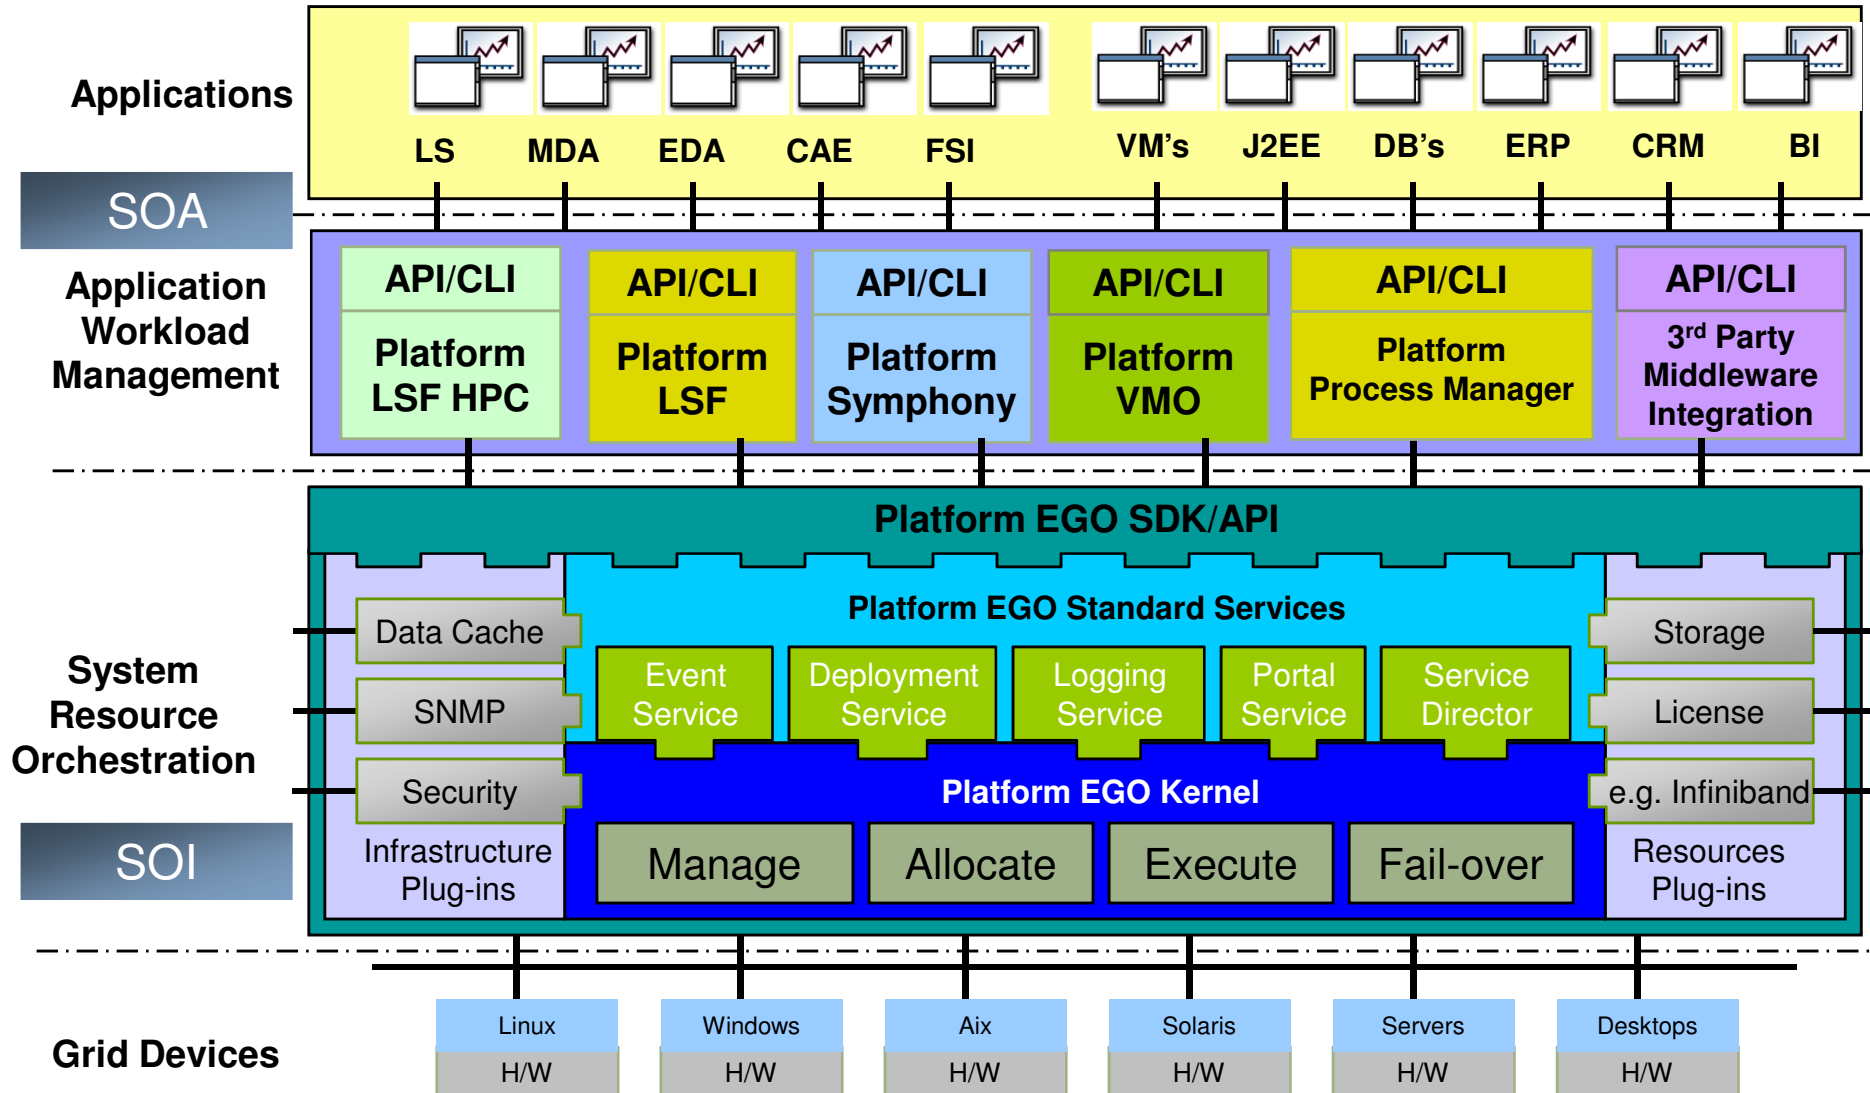 Applications
LS MDA EDA CAE FSI VM's J2EE DB's ERP CRM BI
SOA
Application
Workload
Management
API/CLI API/CLI API/CLI API/CLI API/CLI API/CLI
Platform
LSF HPC
Platform
LSF
Platform
Symphony
Platform
VMO
Platform
Process Manager
3rd Party
Middleware
Integration
Platform EGO SDK/API
System
Resource
Orchestration
SOI
Data Cache
SNMP
Security
Infrastructure
Plug-ins
Platform EGO Standard Services
Event
Service
Deployment
Service
Logging
Service
Portal
Service
Service
Director
Platform EGO Kernel
Manage Allocate Execute Fail-over
Storage
License
e.g. Infiniband
Resources
Plug-ins
Grid Devices
Linux Windows Aix Solaris Servers Desktops
H/W H/W H/W H/W H/W H/W